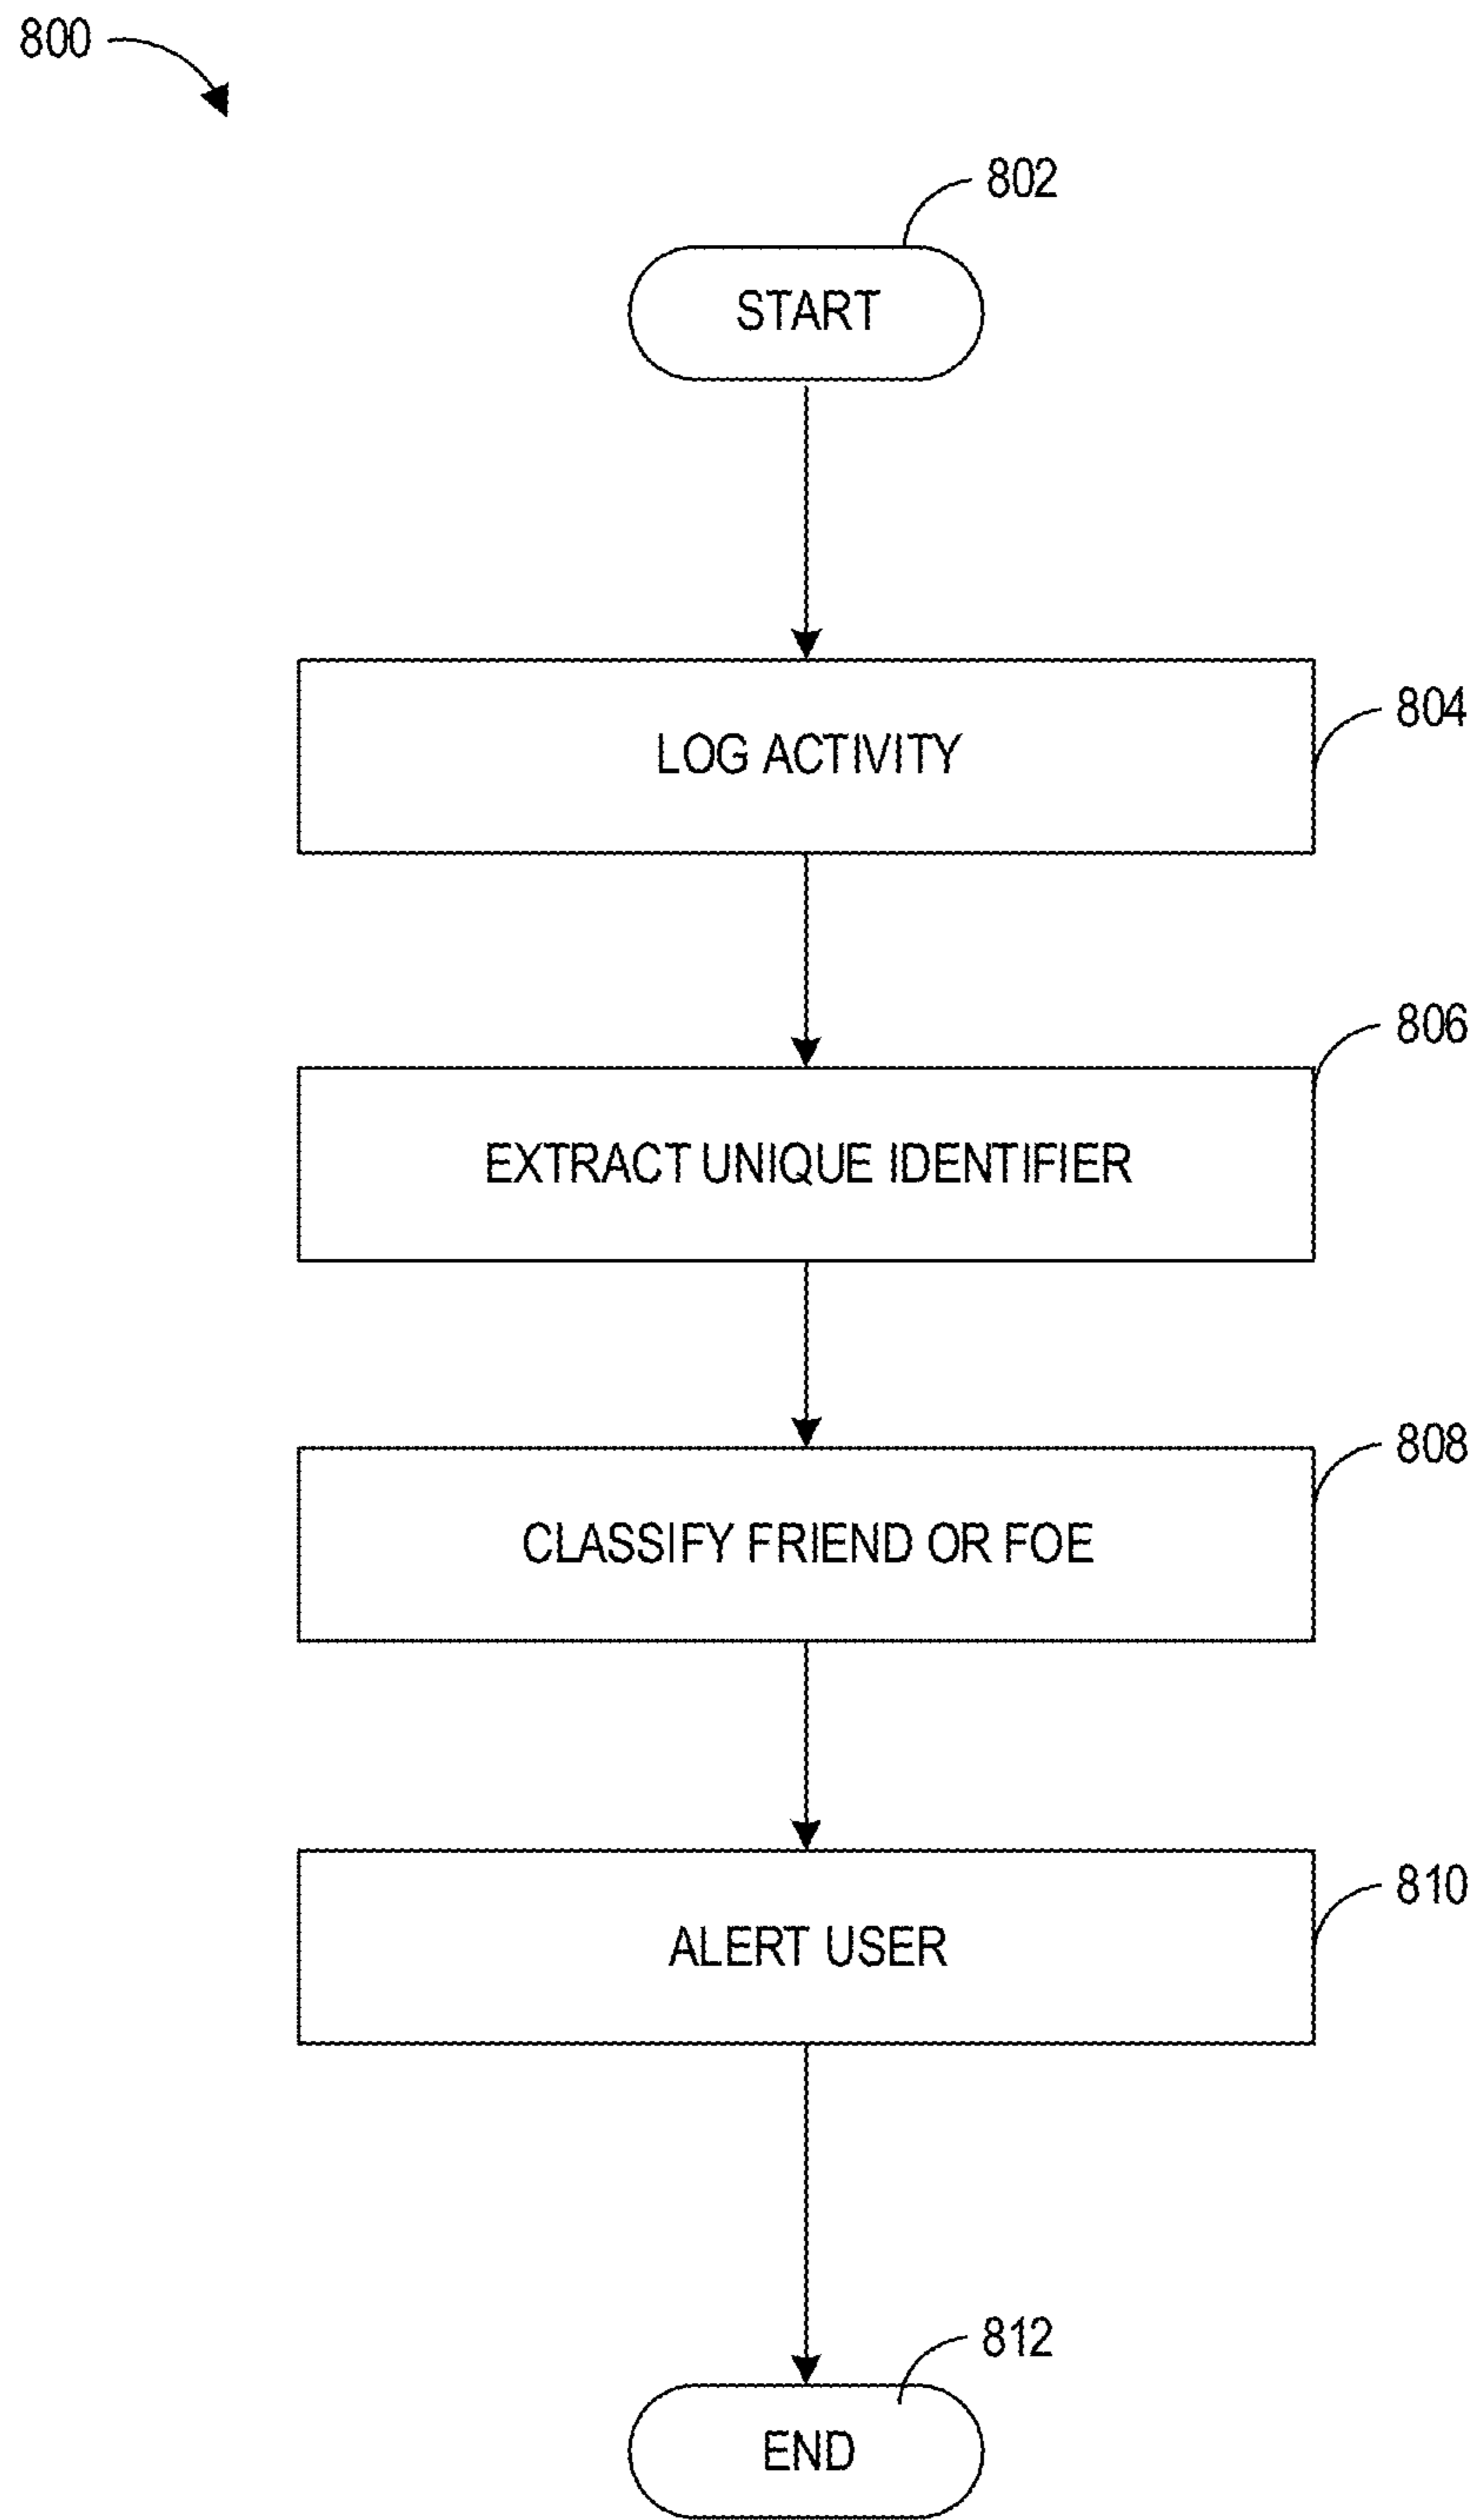 800
802
START
LOG ACTIVITY
804
806
EXTRACT UNIQUE IDENTIFIER
808
CLASSIFY FRIEND OR FOE
810
ALERT USER
812
END